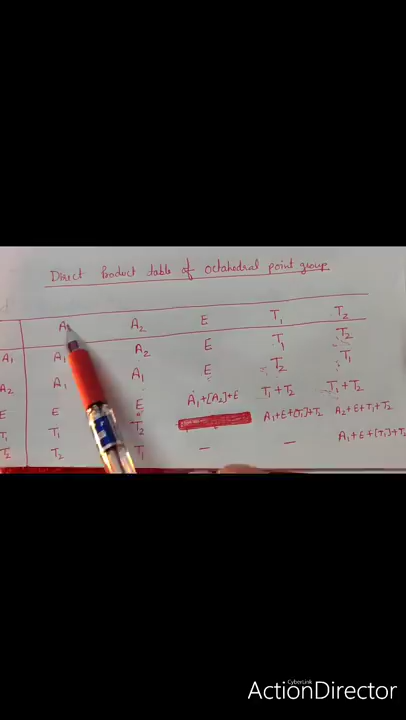 Direct Product table of octahedral point group
A₁ A₂ E T₁ T₂
A₁ A₁ A₂ E T₁ T₂
A₂ A₁ A₁ E T₂ T₁
E E E A₁+[A₂]+E T₁+T₂ T₁+T₂
T₁ T₁ T₂ A₁+E+[T₁]+T₂ A₂+E+T₁+T₂
T₂ T₂ T₁ — — A₁+E+[T₁]+T₂
CyberLink
ActionDirector